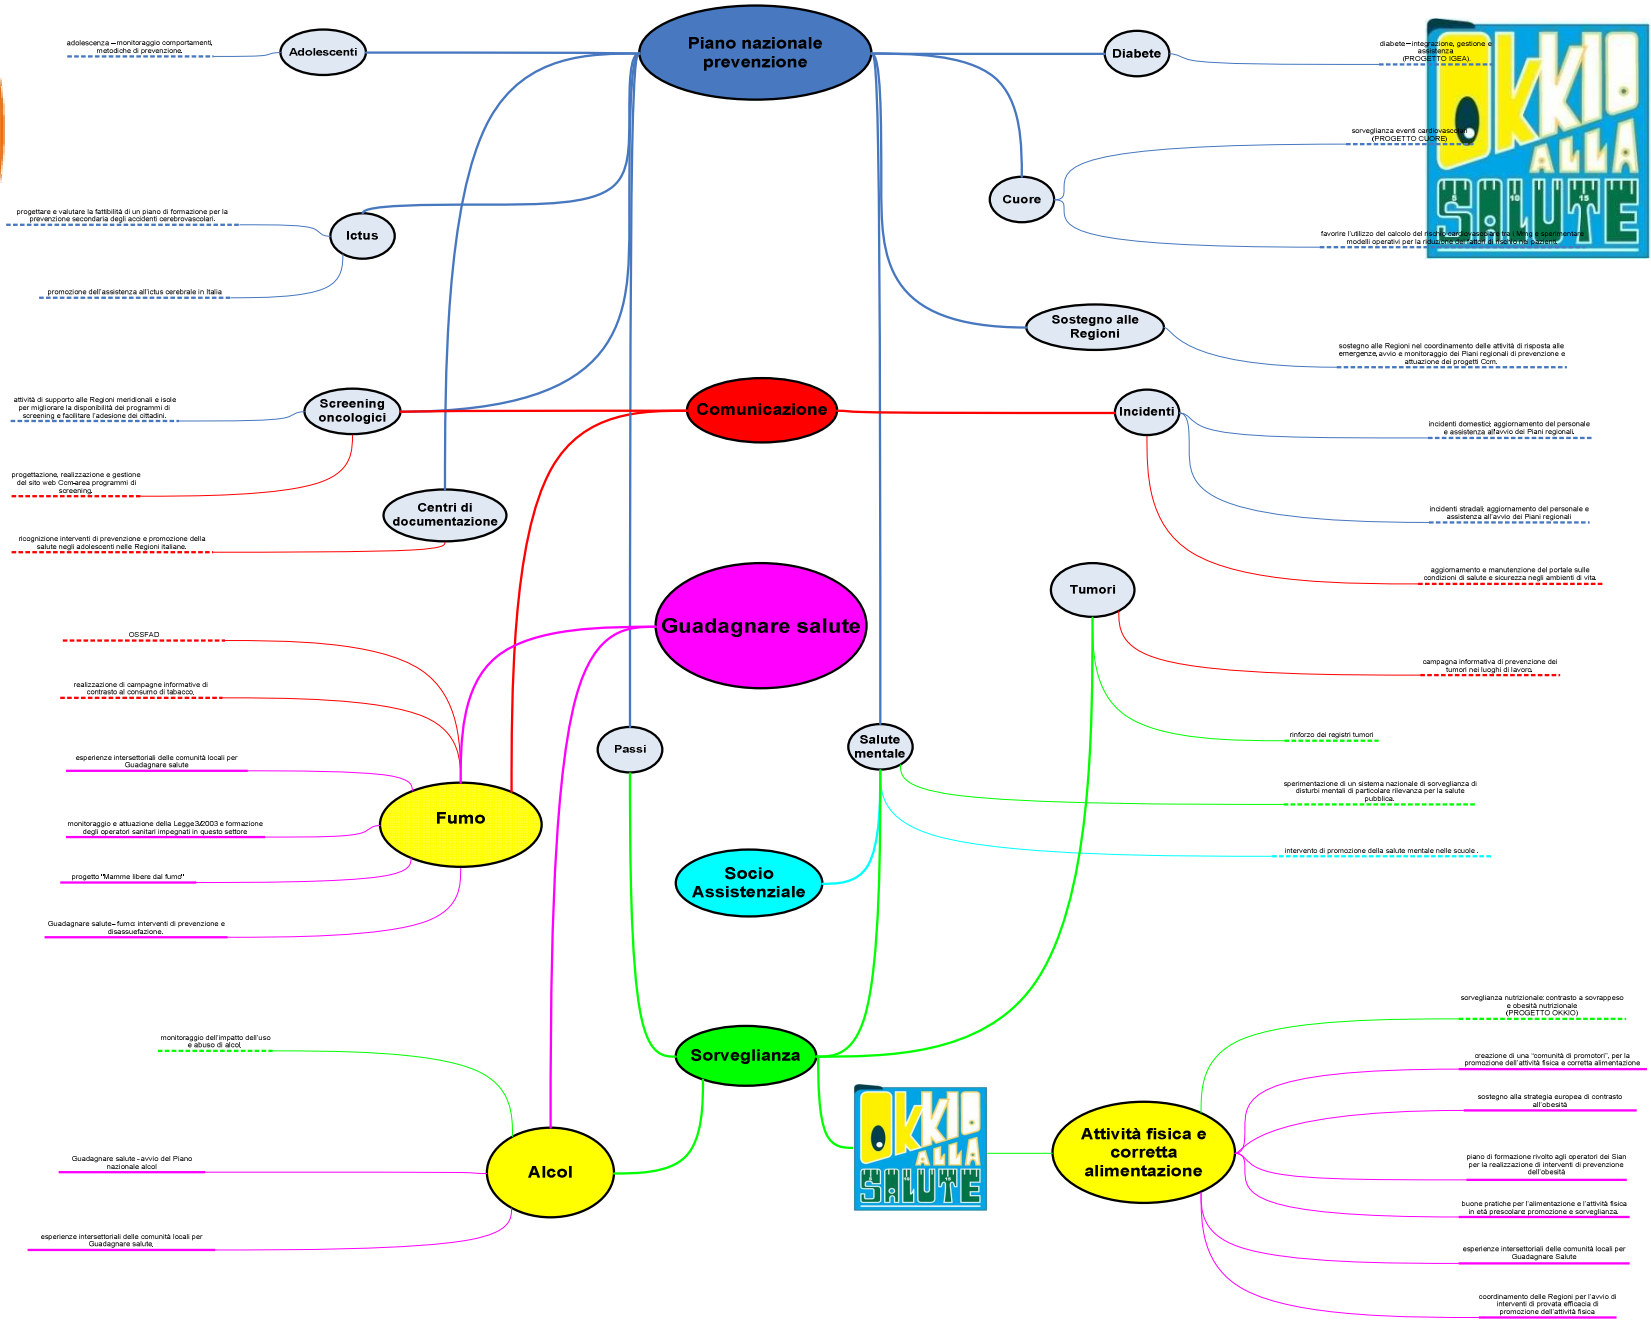 adolescenza – monitoraggio comportamenti,
metodiche di prevenzione.
Adolescenti
Piano nazionale
prevenzione
Diabete
diabete – integrazione, gestione e
assistenza
(PROGETTO IGEA).
OKKIO
ALLA
SALUTE
5 10 15
sorveglianza eventi cardiovascolari
(PROGETTO CUORE)
Cuore
favorire l'utilizzo del calcolo del rischio cardiovascolare tra i Mmg e sperimentare
modelli operativi per la riduzione dei fattori di rischio nei pazienti.
progettare e valutare la fattibilità di un piano di formazione per la
prevenzione secondaria degli accidenti cerebrovascolari.
Ictus
promozione dell'assistenza all'ictus cerebrale in Italia
Sostegno alle
Regioni
sostegno alle Regioni nel coordinamento delle attività di risposta alle
emergenze, avvio e monitoraggio dei Piani regionali di prevenzione e
attuazione dei progetti Ccm.
attività di supporto alle Regioni meridionali e isole
per migliorare la disponibilità dei programmi di
screening e facilitare l'adesione dei cittadini.
Screening
oncologici
Comunicazione
Incidenti
incidenti domestici: aggiornamento del personale
e assistenza all'avvio dei Piani regionali.
progettazione, realizzazione e gestione
del sito web Ccm-area programmi di
screening.
Centri di
documentazione
incidenti stradali: aggiornamento del personale e
assistenza all'avvio dei Piani regionali
ricognizione interventi di prevenzione e promozione della
salute negli adolescenti nelle Regioni italiane.
aggiornamento e manutenzione del portale sulle
condizioni di salute e sicurezza negli ambienti di vita.
Tumori
Guadagnare salute
OSSFAD
campagna informativa di prevenzione dei
tumori nei luoghi di lavoro.
realizzazione di campagne informative di
contrasto al consumo di tabacco.
rinforzo dei registri tumori
Passi
Salute
mentale
esperienze intersettoriali delle comunità locali per
Guadagnare salute
sperimentazione di un sistema nazionale di sorveglianza di
disturbi mentali di particolare rilevanza per la salute
pubblica.
Fumo
monitoraggio e attuazione della Legge 3/2003 e formazione
degli operatori sanitari impegnati in questo settore
intervento di promozione della salute mentale nelle scuole .
progetto "Mamme libere dal fumo"
Socio
Assistenziale
Guadagnare salute – fumo: interventi di prevenzione e
disassuefazione.
sorveglianza nutrizionale: contrasto a sovrappeso
e obesità nutrizionale
(PROGETTO OKKIO)
monitoraggio dell'impatto dell'uso
e abuso di alcol.
Sorveglianza
creazione di una "comunità di promotori", per la
promozione dell'attività fisica e corretta alimentazione
OKKIO
ALLA
SALUTE
sostegno alla strategia europea di contrasto
all'obesità
Attività fisica e
corretta
alimentazione
Guadagnare salute - avvio del Piano
nazionale alcol
Alcol
piano di formazione rivolto agli operatori dei Sian
per la realizzazione di interventi di prevenzione
dell'obesità
buone pratiche per l'alimentazione e l'attività fisica
in età prescolare: promozione e sorveglianza.
esperienze intersettoriali delle comunità locali per
Guadagnare salute.
esperienze intersettoriali delle comunità locali per
Guadagnare Salute
coordinamento delle Regioni per l'avvio di
interventi di provata efficacia di
promozione dell'attività fisica